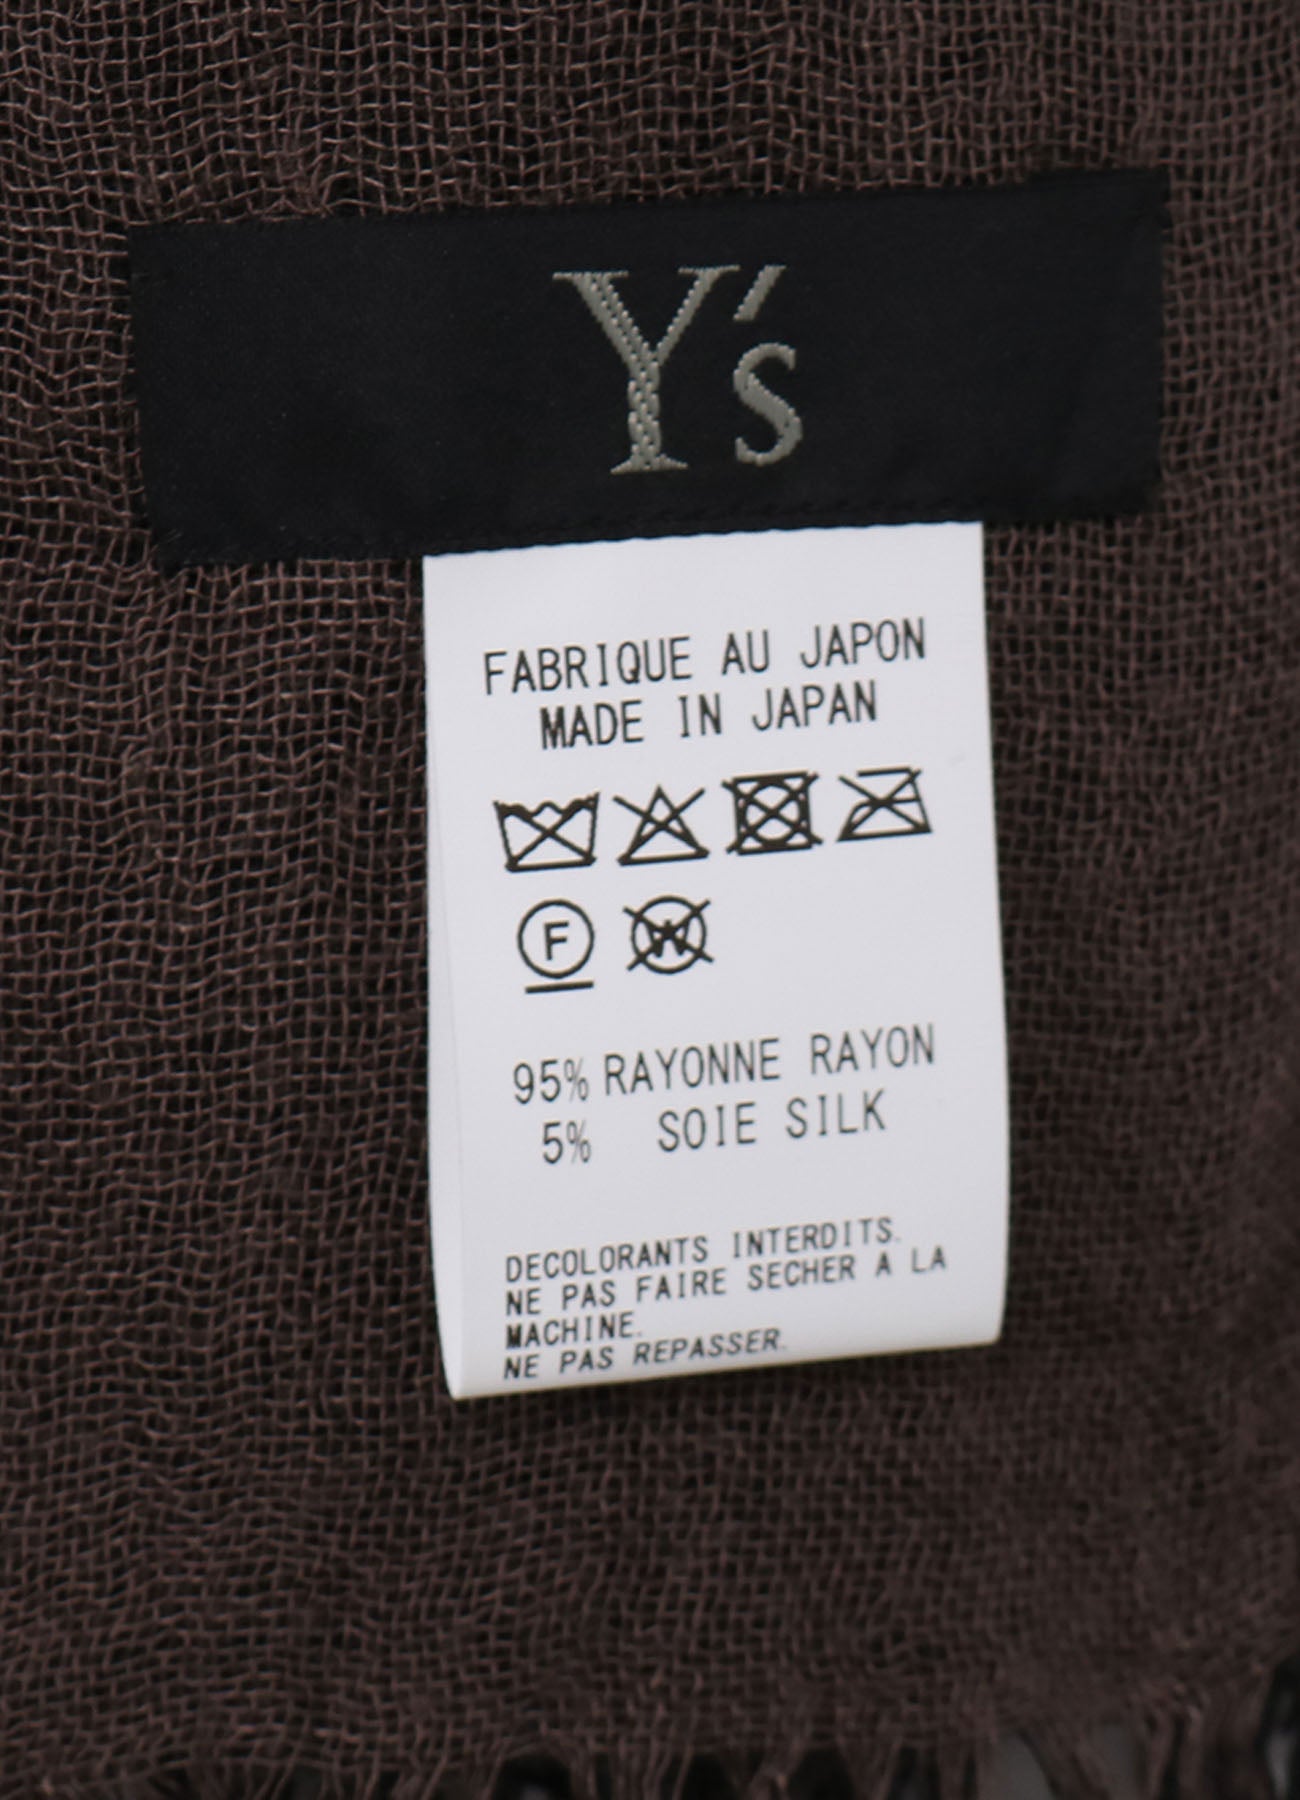 Y's
FABRIQUE AU JAPON
MADE IN JAPAN
F W
95% RAYONNE RAYON
5% SOIE SILK
DECOLORANTS INTERDITS.
NE PAS FAIRE SECHER A LA
MACHINE.
NE PAS REPASSER.